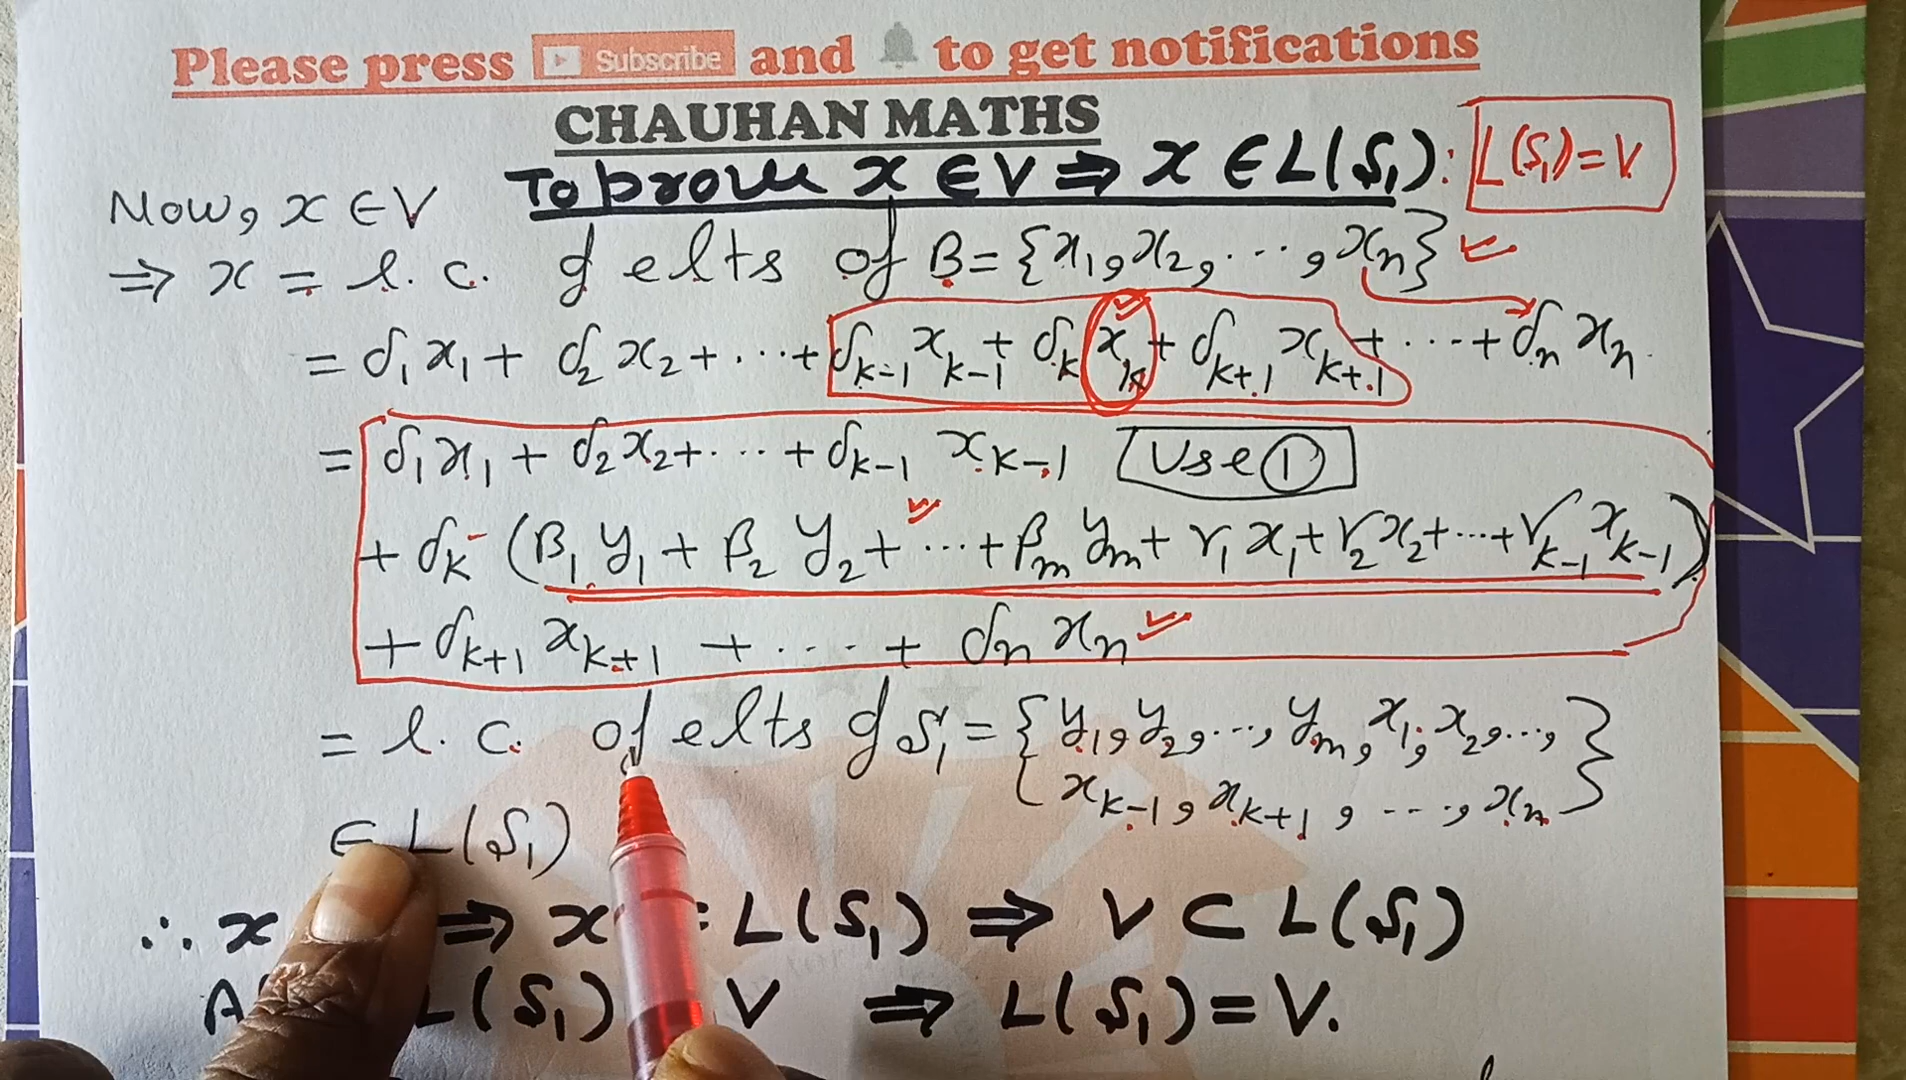 Please press Subscribe and to get notifications
CHAUHAN MATHS
To prove x ∈ V ⇒ x ∈ L(S₁): L(S₁) = V
Now, x ∈ V
⇒ x = l. c. of elts of B = {x₁, x₂, ..., xₙ}
= δ₁x₁ + δ₂x₂ + ... + δₖ₋₁xₖ₋₁ + δₖxₖ + δₖ₊₁xₖ₊₁ + ... + δₙxₙ.
= δ₁x₁ + δ₂x₂ + ... + δₖ₋₁ xₖ₋₁ Use ①
+ δₖ (β₁y₁ + β₂y₂ + ... + βₘyₘ + γ₁x₁ + γ₂x₂ + ... + γₖ₋₁xₖ₋₁)
+ δₖ₊₁xₖ₊₁ + ... + δₙxₙ
= l. c. of elts of S₁ = {y₁, y₂, ..., yₘ, x₁, x₂, ...,
xₖ₋₁, xₖ₊₁, ..., xₙ}
∈ L(S₁)
∴ x ⇒ x L(S₁) ⇒ V ⊂ L(S₁)
L(S₁) V ⇒ L(S₁) = V.